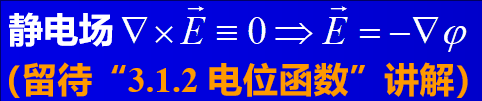 静电场 ∇×E⃗ ≡ 0 ⇒ E⃗ = −∇φ
(留待“3.1.2 电位函数”讲解)